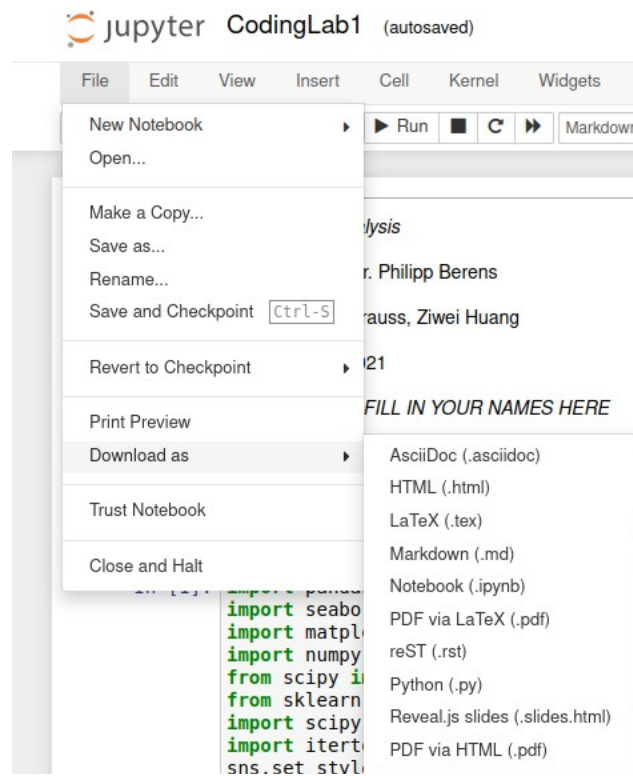 jupyter CodingLab1 (autosaved)
File Edit View Insert Cell Kernel Widgets
New Notebook
Run
Markdown
Open...
Make a Copy...
lysis
Save as...
Rename...
r. Philipp Berens
Save and Checkpoint Ctrl-S
rauss, Ziwei Huang
Revert to Checkpoint
21
FILL IN YOUR NAMES HERE
Print Preview
Download as
AsciiDoc (.asciidoc)
HTML (.html)
Trust Notebook
LaTeX (.tex)
Markdown (.md)
Close and Halt
Notebook (.ipynb)
import
import seabo
PDF via LaTeX (.pdf)
import matpl
import numpy
reST (.rst)
from scipy i
Python (.py)
from sklearn
import scipy
Reveal.js slides (.slides.html)
import itert
PDF via HTML (.pdf)
sns.set_styl